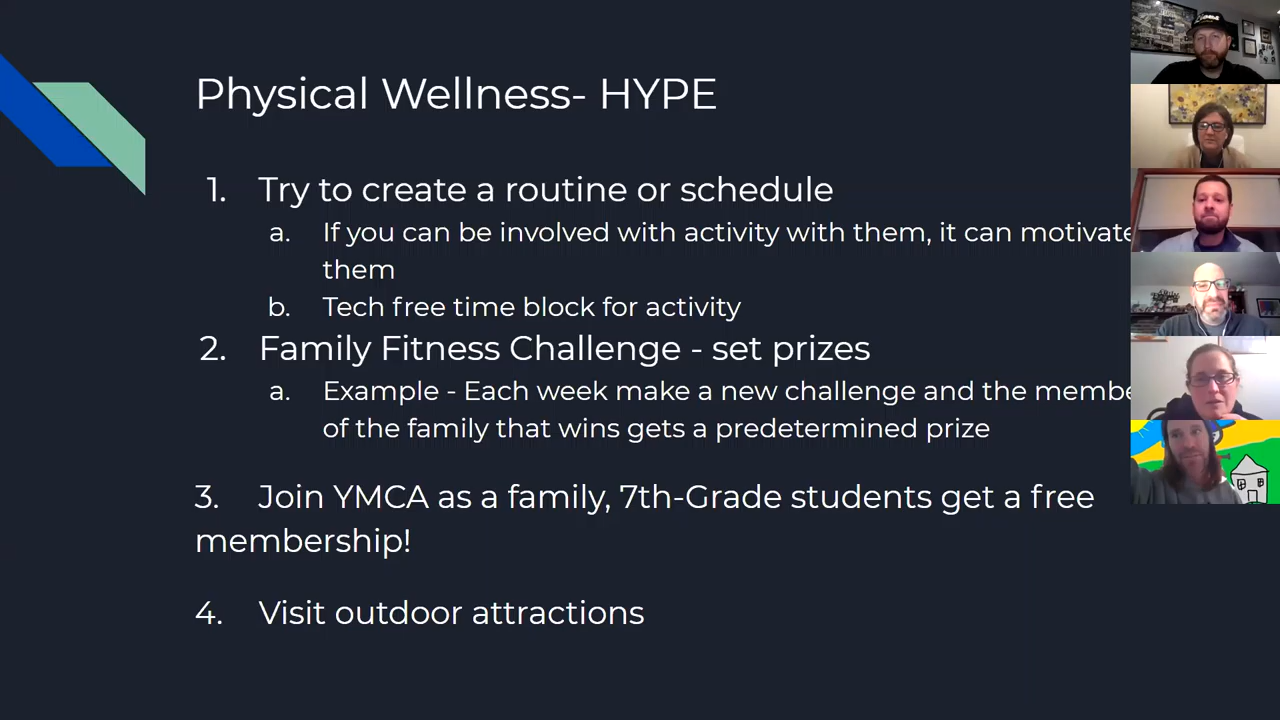 Physical Wellness- HYPE
1. Try to create a routine or schedule
a. If you can be involved with activity with them, it can motivate
them
b. Tech free time block for activity
2. Family Fitness Challenge - set prizes
a. Example - Each week make a new challenge and the
of the family that wins gets a predetermined prize
3. Join YMCA as a family, 7th-Grade students get a free
membership!
4. Visit outdoor attractions